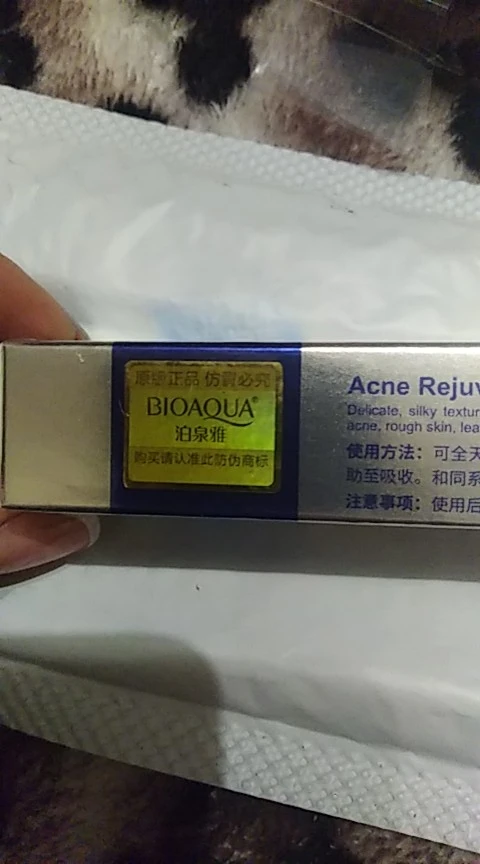 原编正品 仿冒必究
BIOAQUA®
泊泉雅
购买请认准此防伪商标
Acne Rejuv
Delicate, silky textur
acne, rough skin, lea
使用方法：可全天
助至吸收。和同系
注意事项：使用后